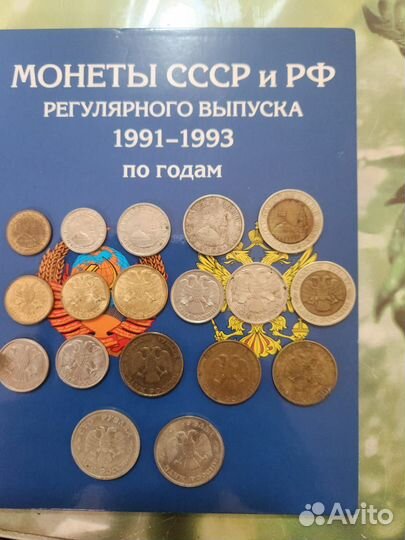 МОНЕТЫ СССР и РФ
РЕГУЛЯРНОГО ВЫПУСКА
1991–1993
по годам
Avito